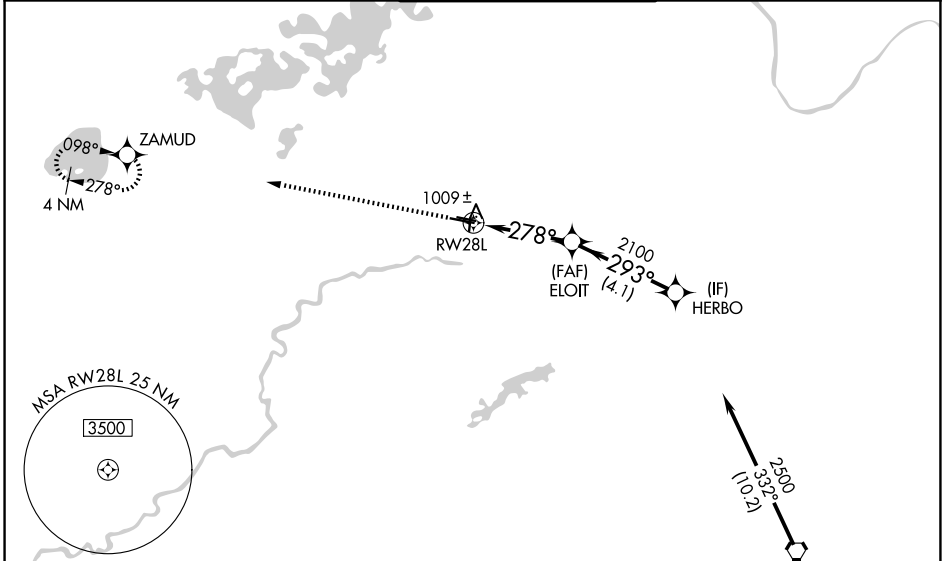 ZAMUD
098°
278°
4 NM
1009 ±
RW28L
278°
(FAF)
ELOIT
2100
293°
(4.1)
(IF)
HERBO
MSA RW28L 25 NM
3500
2500
332°
(10.2)